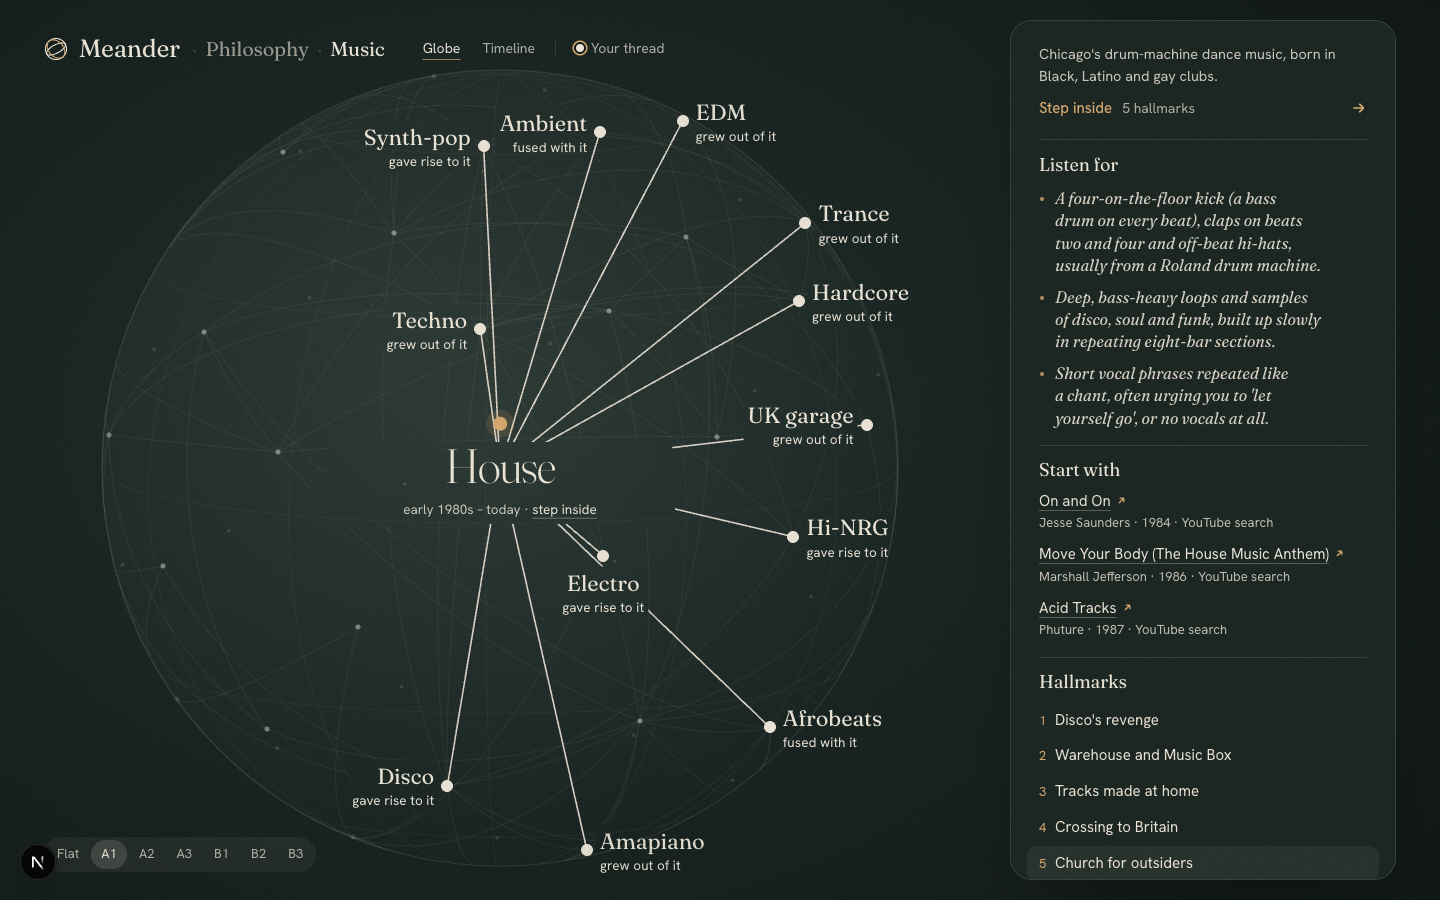 Meander · Philosophy · Music
Globe Timeline Your thread
Synth-pop
gave rise to it
Ambient
fused with it
EDM
grew out of it
Trance
grew out of it
Hardcore
grew out of it
Techno
grew out of it
UK garage
grew out of it
House
early 1980s – today · step inside
Hi-NRG
gave rise to it
Electro
gave rise to it
Afrobeats
fused with it
Disco
gave rise to it
Amapiano
grew out of it
N Flat A1 A2 A3 B1 B2 B3
Chicago's drum-machine dance music, born in
Black, Latino and gay clubs.
Step inside 5 hallmarks →
Listen for
• A four-on-the-floor kick (a bass
drum on every beat), claps on beats
two and four and off-beat hi-hats,
usually from a Roland drum machine.
• Deep, bass-heavy loops and samples
of disco, soul and funk, built up slowly
in repeating eight-bar sections.
• Short vocal phrases repeated like
a chant, often urging you to 'let
yourself go', or no vocals at all.
Start with
On and On ↗
Jesse Saunders · 1984 · YouTube search
Move Your Body (The House Music Anthem) ↗
Marshall Jefferson · 1986 · YouTube search
Acid Tracks ↗
Phuture · 1987 · YouTube search
Hallmarks
1 Disco's revenge
2 Warehouse and Music Box
3 Tracks made at home
4 Crossing to Britain
5 Church for outsiders